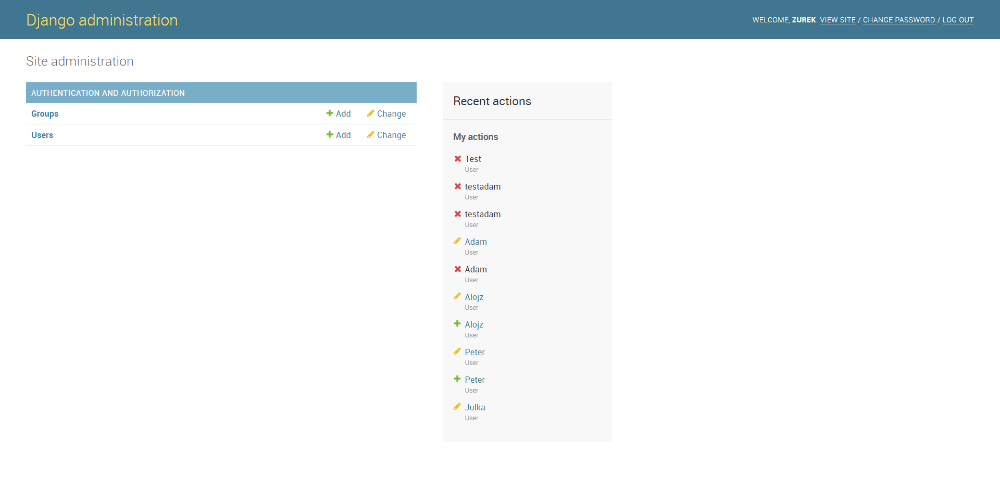 Django administration
WELCOME, ZUREK. VIEW SITE / CHANGE PASSWORD / LOG OUT
Site administration
AUTHENTICATION AND AUTHORIZATION
Groups Add Change
Users Add Change
Recent actions
My actions
Test
User
testadam
User
testadam
User
Adam
User
Adam
User
Alojz
User
Alojz
User
Peter
User
Peter
User
Julka
User